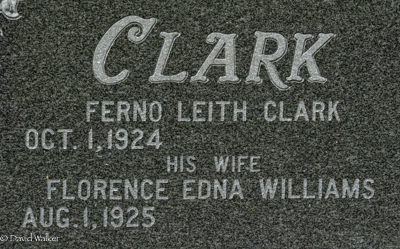 CLARK
FERNO LEITH CLARK
OCT. 1, 1924
HIS WIFE
FLORENCE EDNA WILLIAMS
AUG. 1, 1925
© David Walker